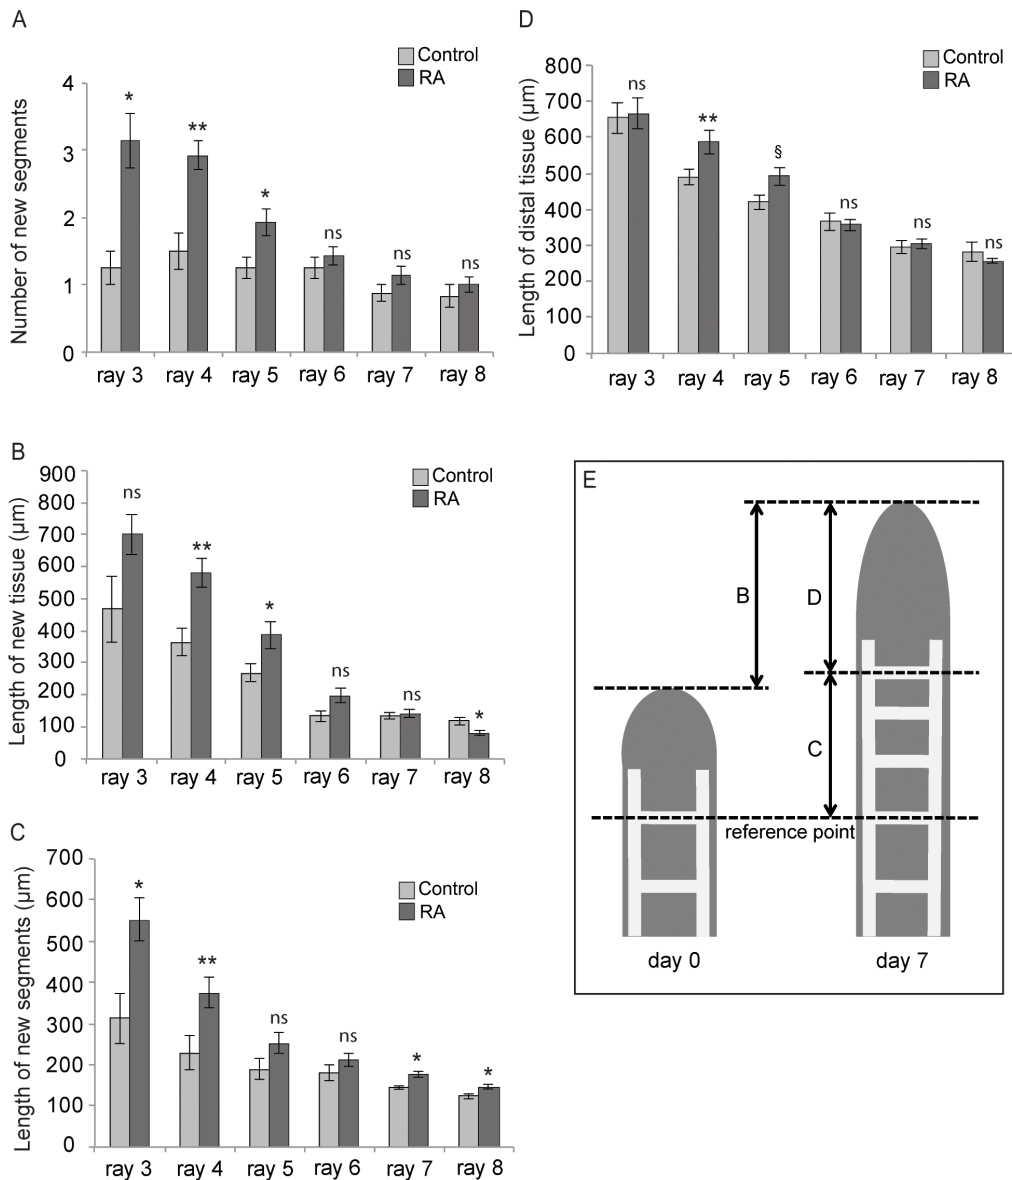 A
Control
RA
Number of new segments
4
3
2
1
0
*
**
*
ns
ns
ns
ray 3 ray 4 ray 5 ray 6 ray 7 ray 8
B
Control
RA
Length of new tissue (µm)
900
800
700
600
500
400
300
200
100
0
ns
**
*
ns
ns
*
ray 3 ray 4 ray 5 ray 6 ray 7 ray 8
C
Control
RA
Length of new segments (µm)
700
600
500
400
300
200
100
0
*
**
ns
ns
*
*
ray 3 ray 4 ray 5 ray 6 ray 7 ray 8
D
Control
RA
Length of distal tissue (µm)
800
700
600
500
400
300
200
100
0
ns
**
§
ns
ns
ns
ray 3 ray 4 ray 5 ray 6 ray 7 ray 8
E
B
D
C
reference point
day 0 day 7